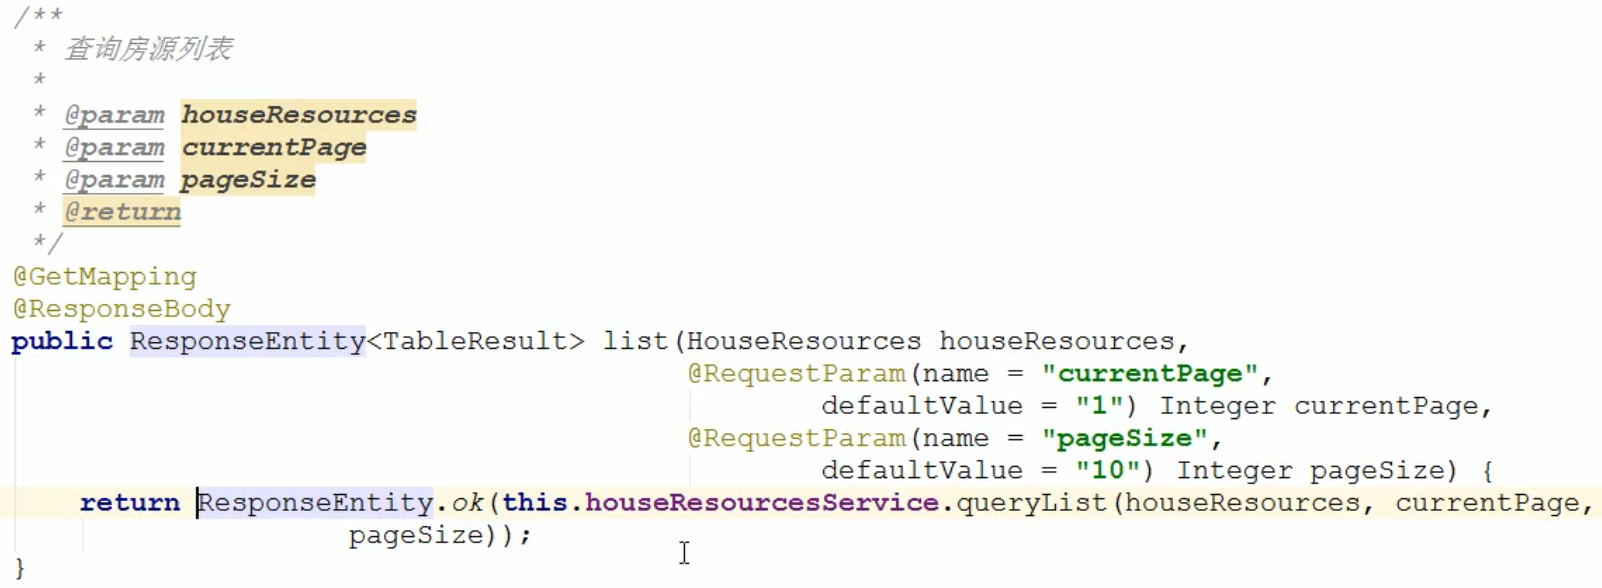 /**
 * 查询房源列表
 *
 * @param houseResources
 * @param currentPage
 * @param pageSize
 * @return
 */
@GetMapping
@ResponseBody
public ResponseEntity<TableResult> list(HouseResources houseResources,
                                        @RequestParam(name = "currentPage",
                                                defaultValue = "1") Integer currentPage,
                                        @RequestParam(name = "pageSize",
                                                defaultValue = "10") Integer pageSize) {
    return ResponseEntity.ok(this.houseResourcesService.queryList(houseResources, currentPage,
                    pageSize));
}